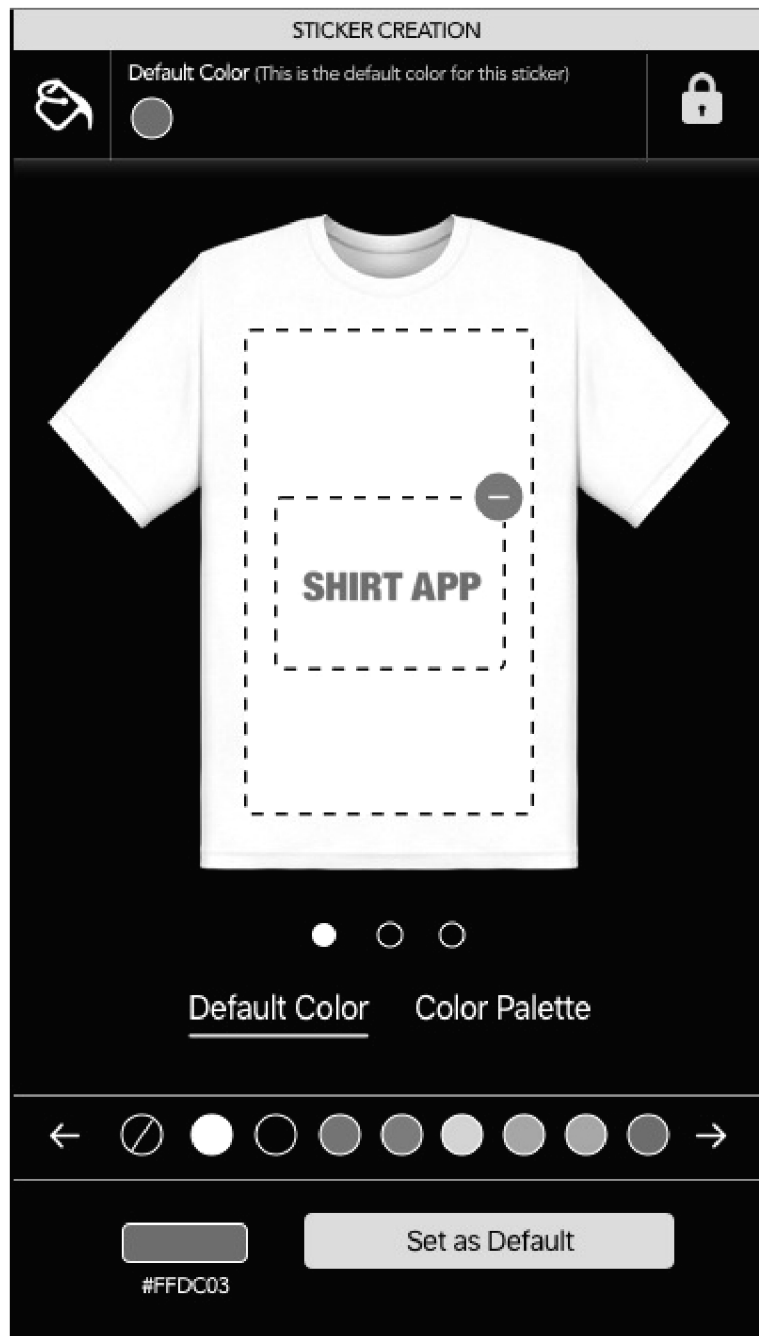 STICKER CREATION
Default Color (This is the default color for this sticker)
SHIRT APP
Default Color Color Palette
Set as Default
#FFDC03